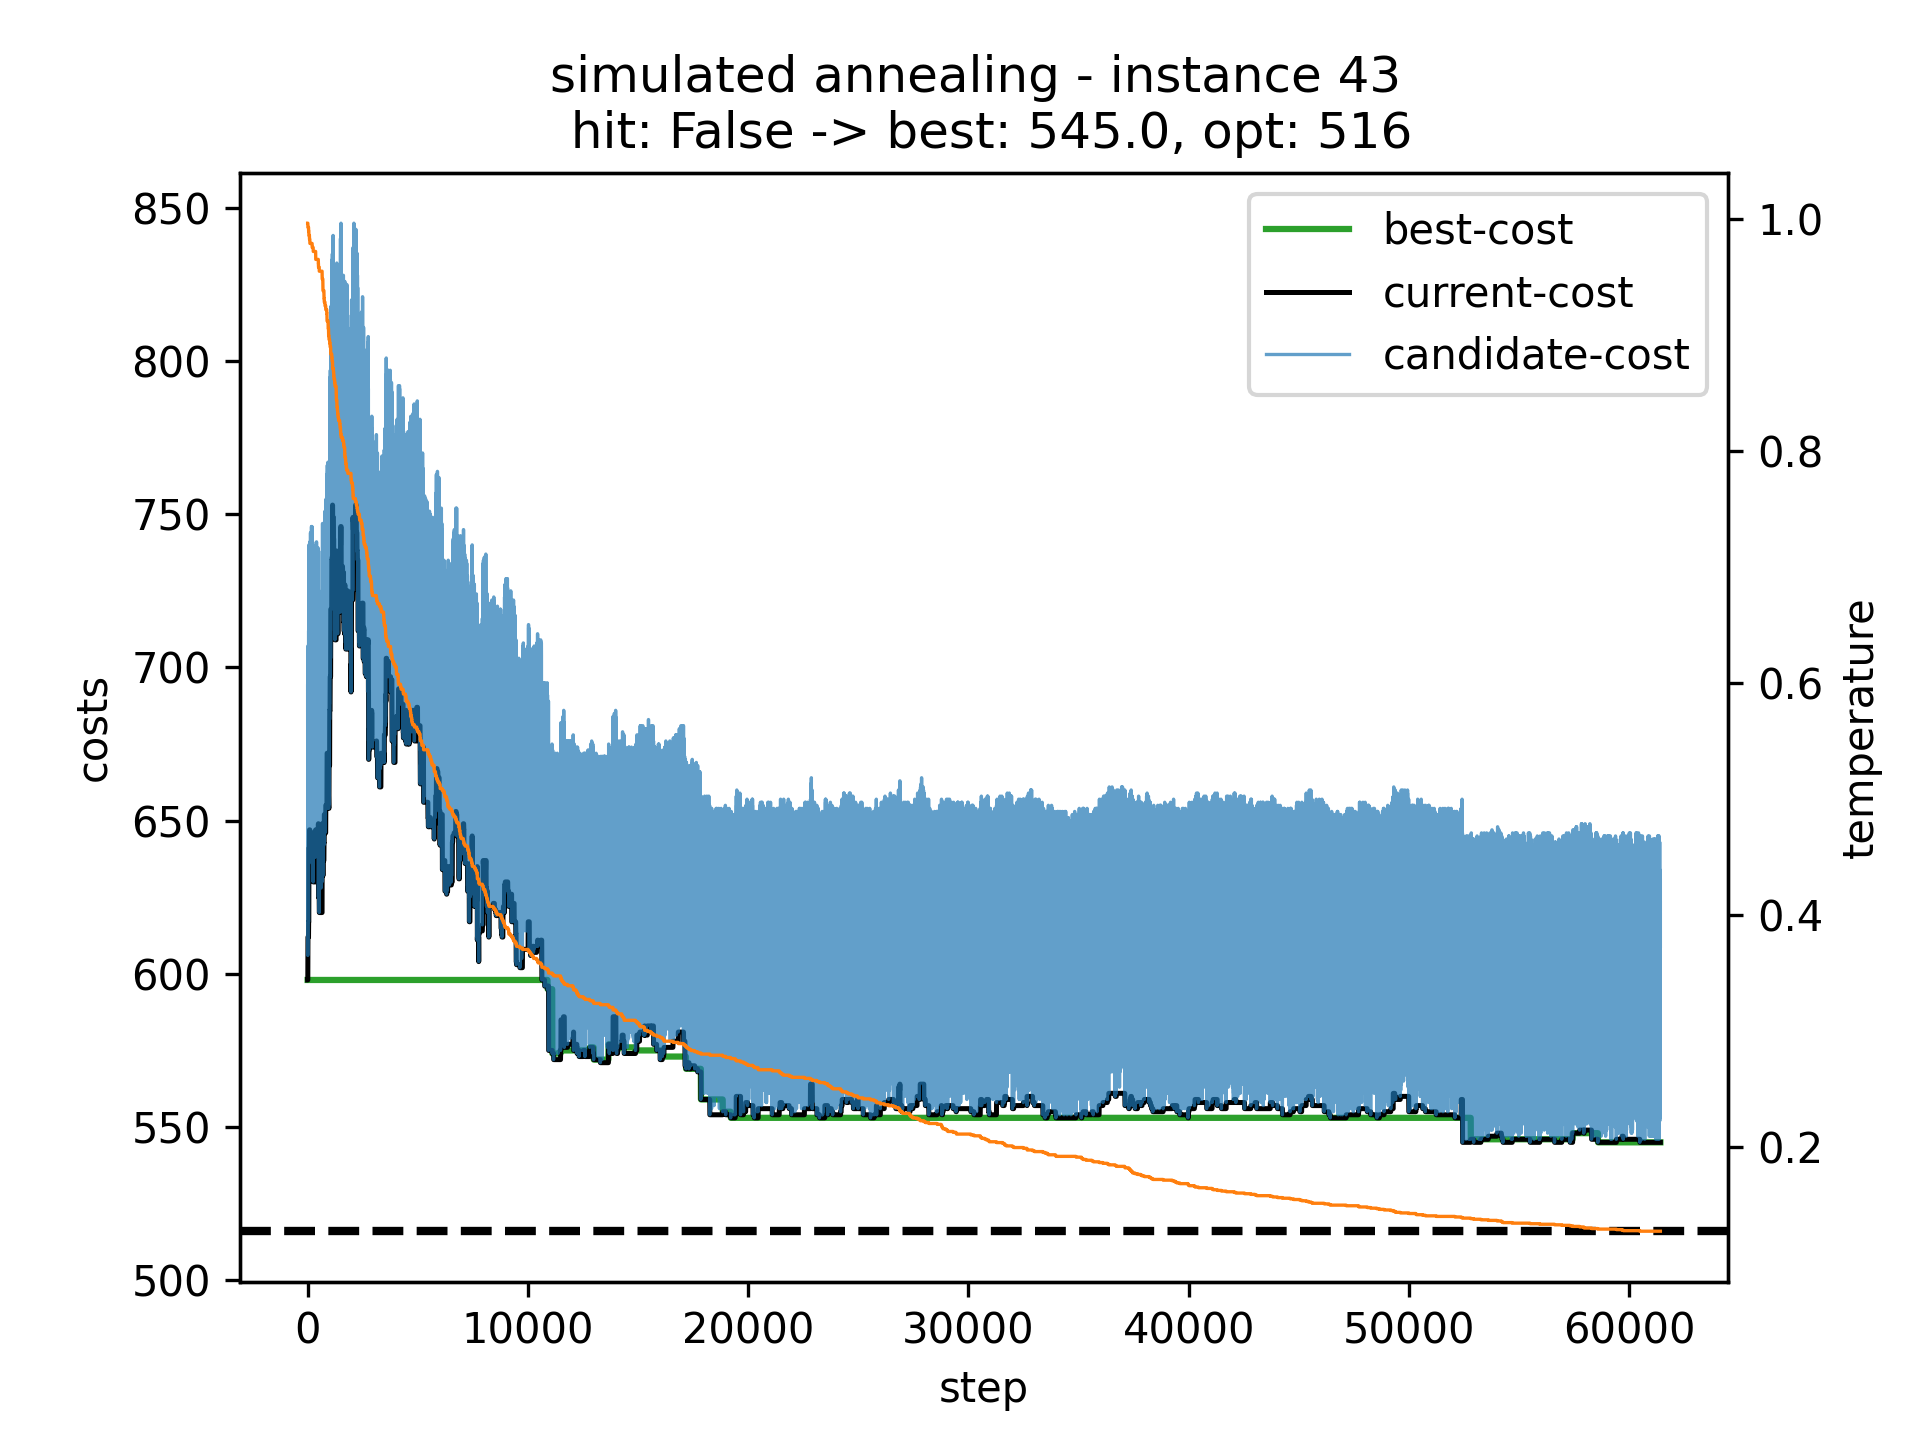 simulated annealing - instance 43
hit: False -> best: 545.0, opt: 516
850
800
750
700
650
600
550
500
costs
best-cost
current-cost
candidate-cost
1.0
0.8
0.6
0.4
0.2
temperature
0 10000 20000 30000 40000 50000 60000
step